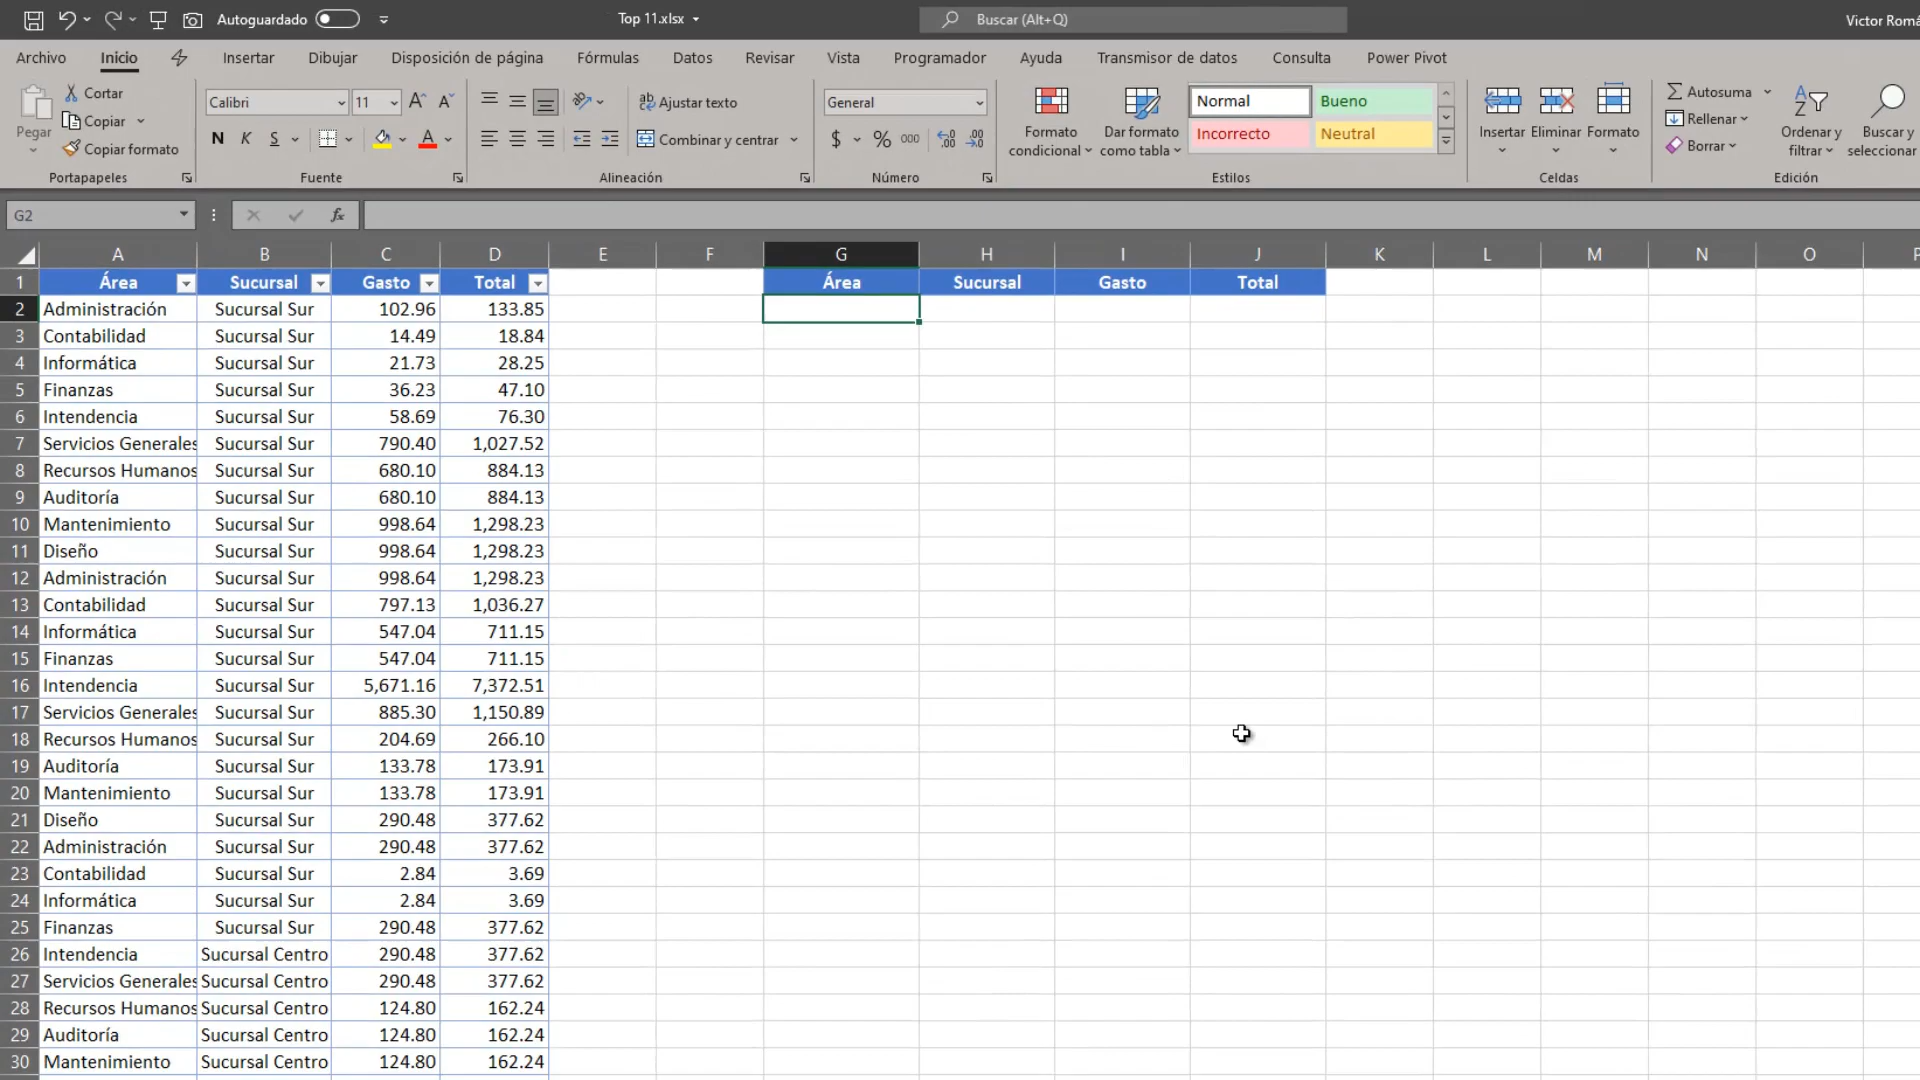 Autoguardado
Top 11.xlsx
Buscar (Alt+Q)
Victor Romá
Archivo Inicio Insertar Dibujar Disposición de página Fórmulas Datos Revisar Vista Programador Ayuda Transmisor de datos Consulta Power Pivot
Pegar
Cortar
Copiar
Copiar formato
Portapapeles
Calibri 11
N K S
Fuente
Ajustar texto
Combinar y centrar
Alineación
General
$ % 000
Número
Formato condicional
Dar formato como tabla
Normal Bueno
Incorrecto Neutral
Estilos
Insertar Eliminar Formato
Celdas
Autosuma
Rellenar
Borrar
Ordenar y filtrar
Buscar y seleccionar
Edición
G2 fx
A B C D E F G H I J K L M N O P
1 Área Sucursal Gasto Total Área Sucursal Gasto Total
2 Administración Sucursal Sur 102.96 133.85
3 Contabilidad Sucursal Sur 14.49 18.84
4 Informática Sucursal Sur 21.73 28.25
5 Finanzas Sucursal Sur 36.23 47.10
6 Intendencia Sucursal Sur 58.69 76.30
7 Servicios Generales Sucursal Sur 790.40 1,027.52
8 Recursos Humanos Sucursal Sur 680.10 884.13
9 Auditoría Sucursal Sur 680.10 884.13
10 Mantenimiento Sucursal Sur 998.64 1,298.23
11 Diseño Sucursal Sur 998.64 1,298.23
12 Administración Sucursal Sur 998.64 1,298.23
13 Contabilidad Sucursal Sur 797.13 1,036.27
14 Informática Sucursal Sur 547.04 711.15
15 Finanzas Sucursal Sur 547.04 711.15
16 Intendencia Sucursal Sur 5,671.16 7,372.51
17 Servicios Generales Sucursal Sur 885.30 1,150.89
18 Recursos Humanos Sucursal Sur 204.69 266.10
19 Auditoría Sucursal Sur 133.78 173.91
20 Mantenimiento Sucursal Sur 133.78 173.91
21 Diseño Sucursal Sur 290.48 377.62
22 Administración Sucursal Sur 290.48 377.62
23 Contabilidad Sucursal Sur 2.84 3.69
24 Informática Sucursal Sur 2.84 3.69
25 Finanzas Sucursal Sur 290.48 377.62
26 Intendencia Sucursal Centro 290.48 377.62
27 Servicios Generales Sucursal Centro 290.48 377.62
28 Recursos Humanos Sucursal Centro 124.80 162.24
29 Auditoría Sucursal Centro 124.80 162.24
30 Mantenimiento Sucursal Centro 124.80 162.24